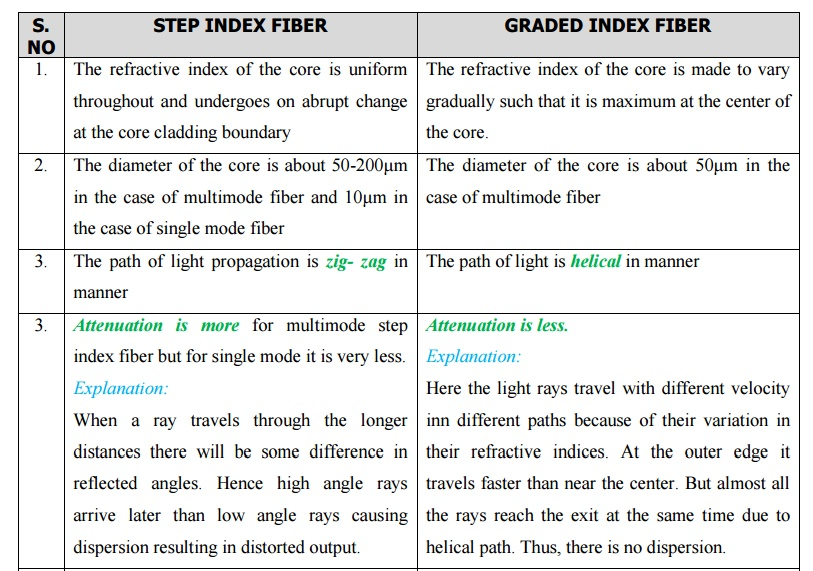 S. NO STEP INDEX FIBER GRADED INDEX FIBER
1. The refractive index of the core is uniform
throughout and undergoes on abrupt change
at the core cladding boundary
The refractive index of the core is made to vary
gradually such that it is maximum at the center of
the core.
2. The diameter of the core is about 50-200μm
in the case of multimode fiber and 10μm in
the case of single mode fiber
The diameter of the core is about 50μm in the
case of multimode fiber
3. The path of light propagation is zig- zag in
manner
The path of light is helical in manner
3. Attenuation is more for multimode step
index fiber but for single mode it is very less.
Explanation:
When a ray travels through the longer
distances there will be some difference in
reflected angles. Hence high angle rays
arrive later than low angle rays causing
dispersion resulting in distorted output.
Attenuation is less.
Explanation:
Here the light rays travel with different velocity
inn different paths because of their variation in
their refractive indices. At the outer edge it
travels faster than near the center. But almost all
the rays reach the exit at the same time due to
helical path. Thus, there is no dispersion.